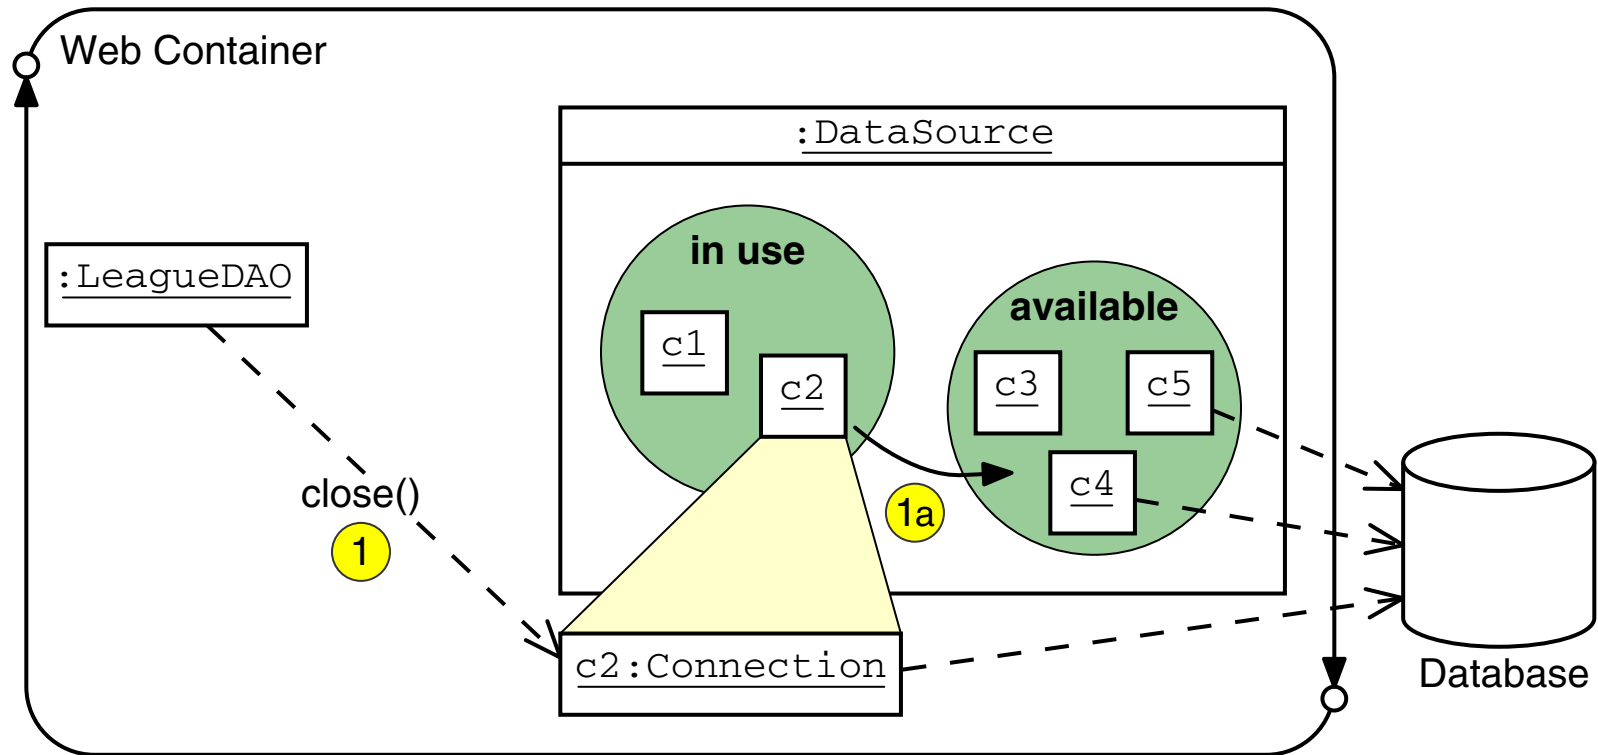 Web Container
:DataSource
:LeagueDAO
in use
available
c1
c2
c3
c5
c4
close()
1
1a
c2:Connection
Database